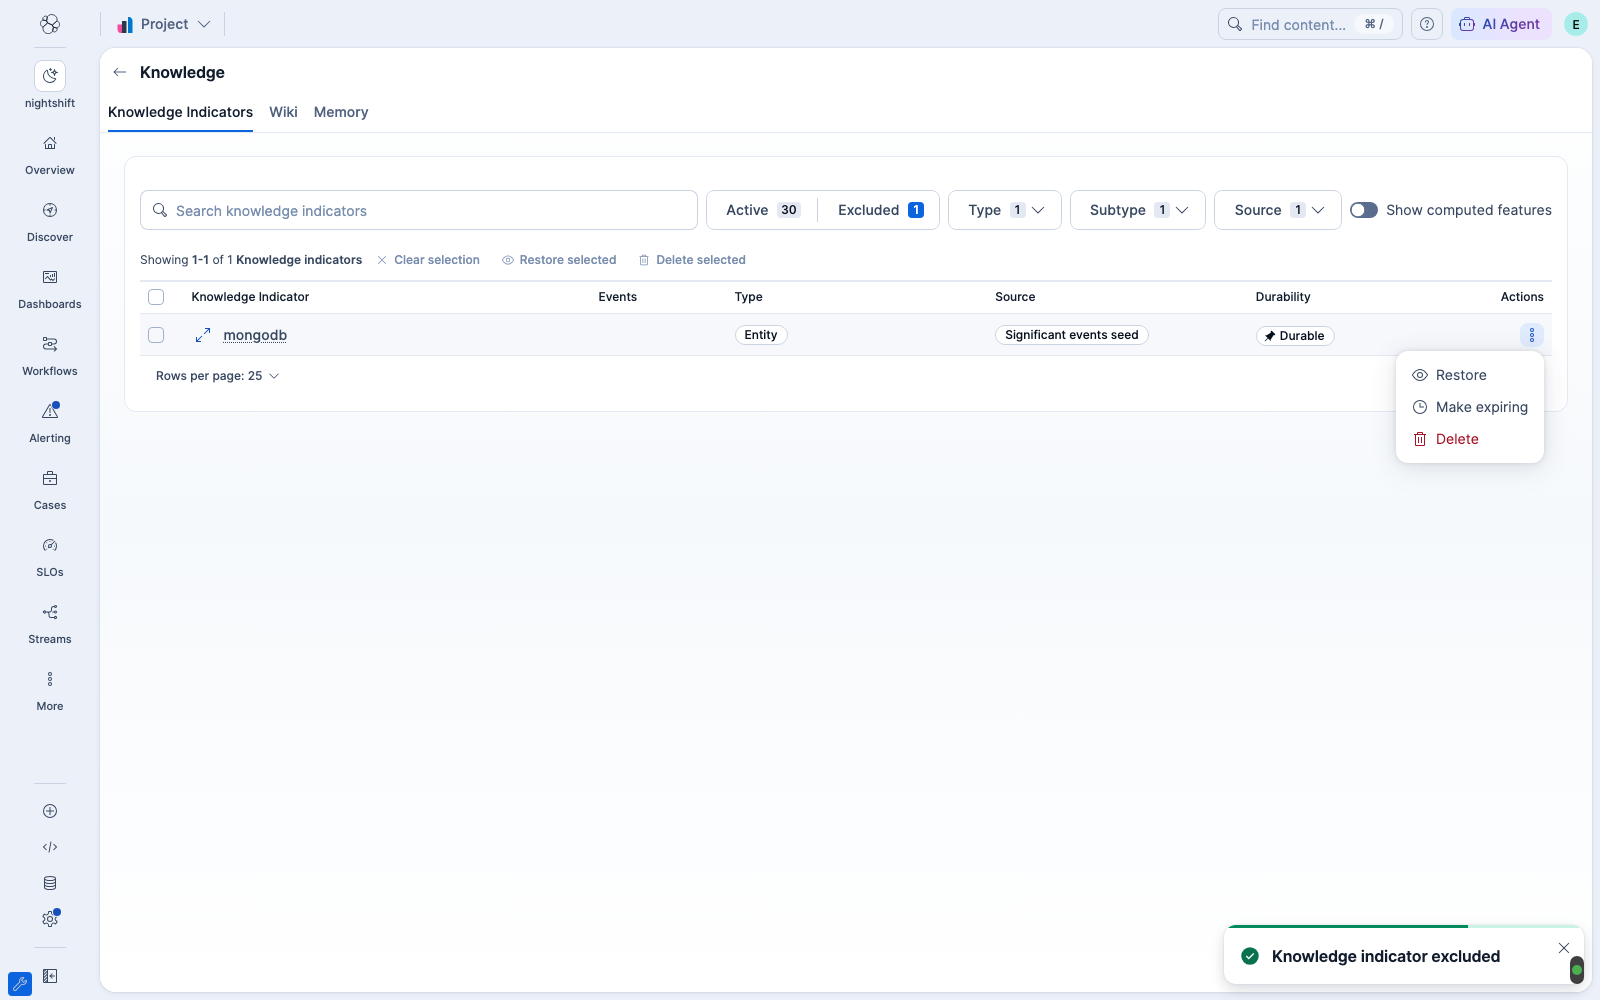 Project
Find content... ⌘ /
AI Agent
E
nightshift
Overview
Discover
Dashboards
Workflows
Alerting
Cases
SLOs
Streams
More
Knowledge
Knowledge Indicators Wiki Memory
Search knowledge indicators
Active 30 Excluded 1
Type 1
Subtype 1
Source 1
Show computed features
Showing 1-1 of 1 Knowledge indicators Clear selection Restore selected Delete selected
Knowledge Indicator Events Type Source Durability Actions
mongodb Entity Significant events seed Durable
Rows per page: 25
Restore
Make expiring
Delete
Knowledge indicator excluded